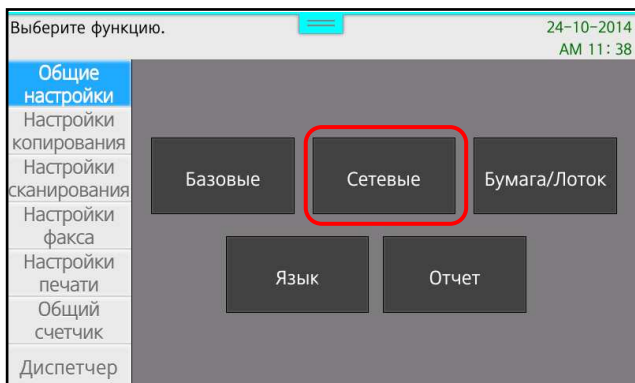 Выберите функцию.
24-10-2014
AM 11:38
Общие
настройки
Настройки
копирования
Настройки
сканирования
Настройки
факса
Настройки
печати
Общий
счетчик
Диспетчер
Базовые
Сетевые
Бумага/Лоток
Язык
Отчет